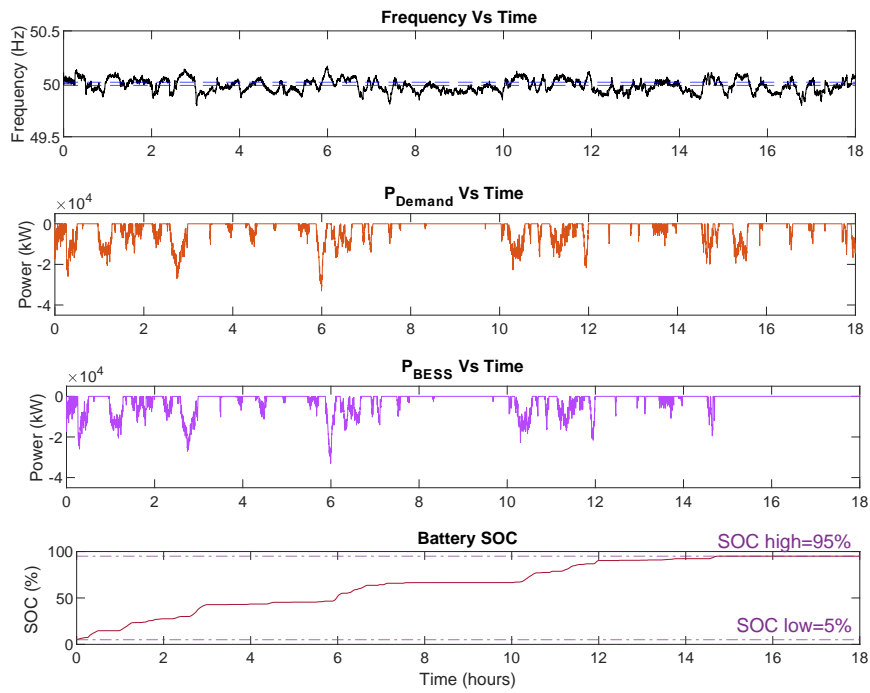 Frequency Vs Time
Frequency (Hz)
50.5
50
49.5
0 2 4 6 8 10 12 14 16 18
P_Demand Vs Time
×10^4
Power (kW)
0
-2
-4
0 2 4 6 8 10 12 14 16 18
P_BESS Vs Time
×10^4
Power (kW)
0
-2
-4
0 2 4 6 8 10 12 14 16 18
Battery SOC
SOC (%)
100
50
0
SOC high=95%
SOC low=5%
0 2 4 6 8 10 12 14 16 18
Time (hours)